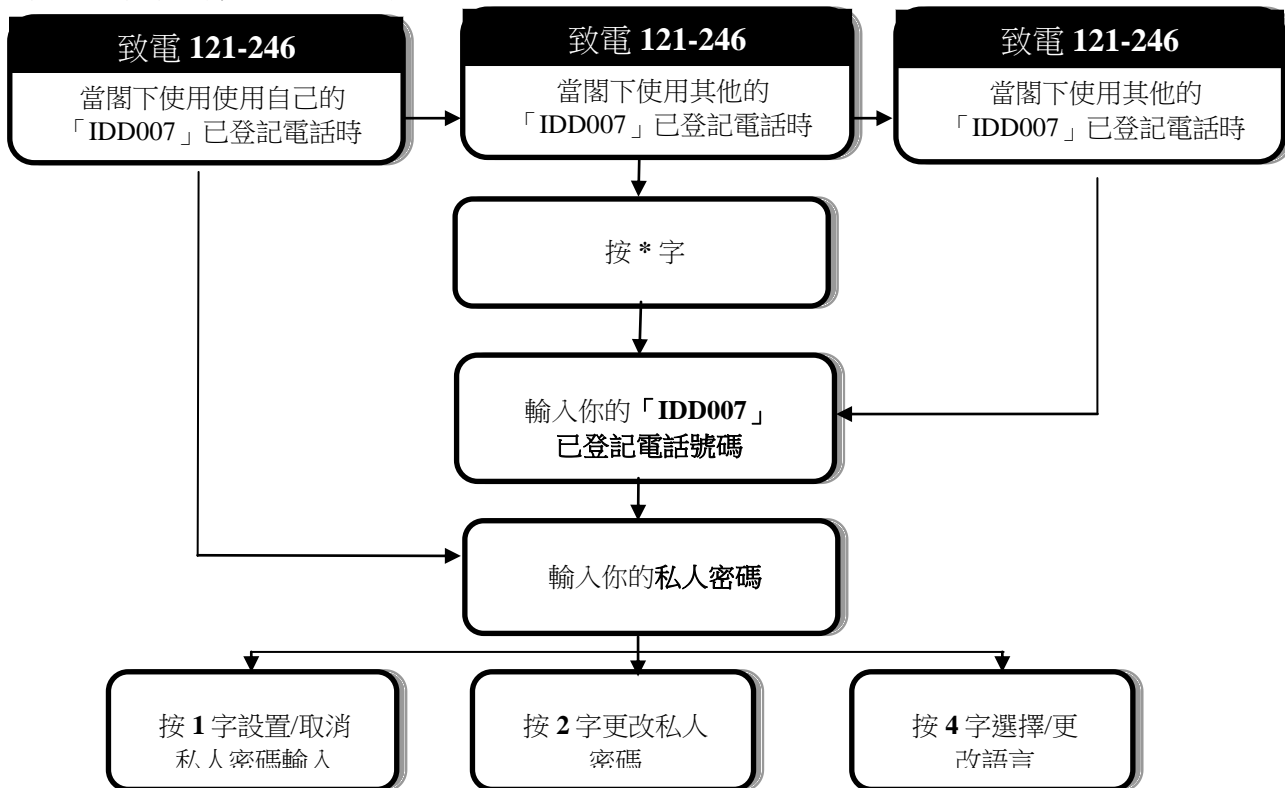 致電 121-246
當閣下使用使用自己的
「IDD007」已登記電話時
致電 121-246
當閣下使用其他的
「IDD007」已登記電話時
致電 121-246
當閣下使用其他的
「IDD007」已登記電話時
按 * 字
輸入你的「IDD007」
已登記電話號碼
輸入你的私人密碼
按 1 字設置/取消
私人密碼輸入
按 2 字更改私人
密碼
按 4 字選擇/更
改語言